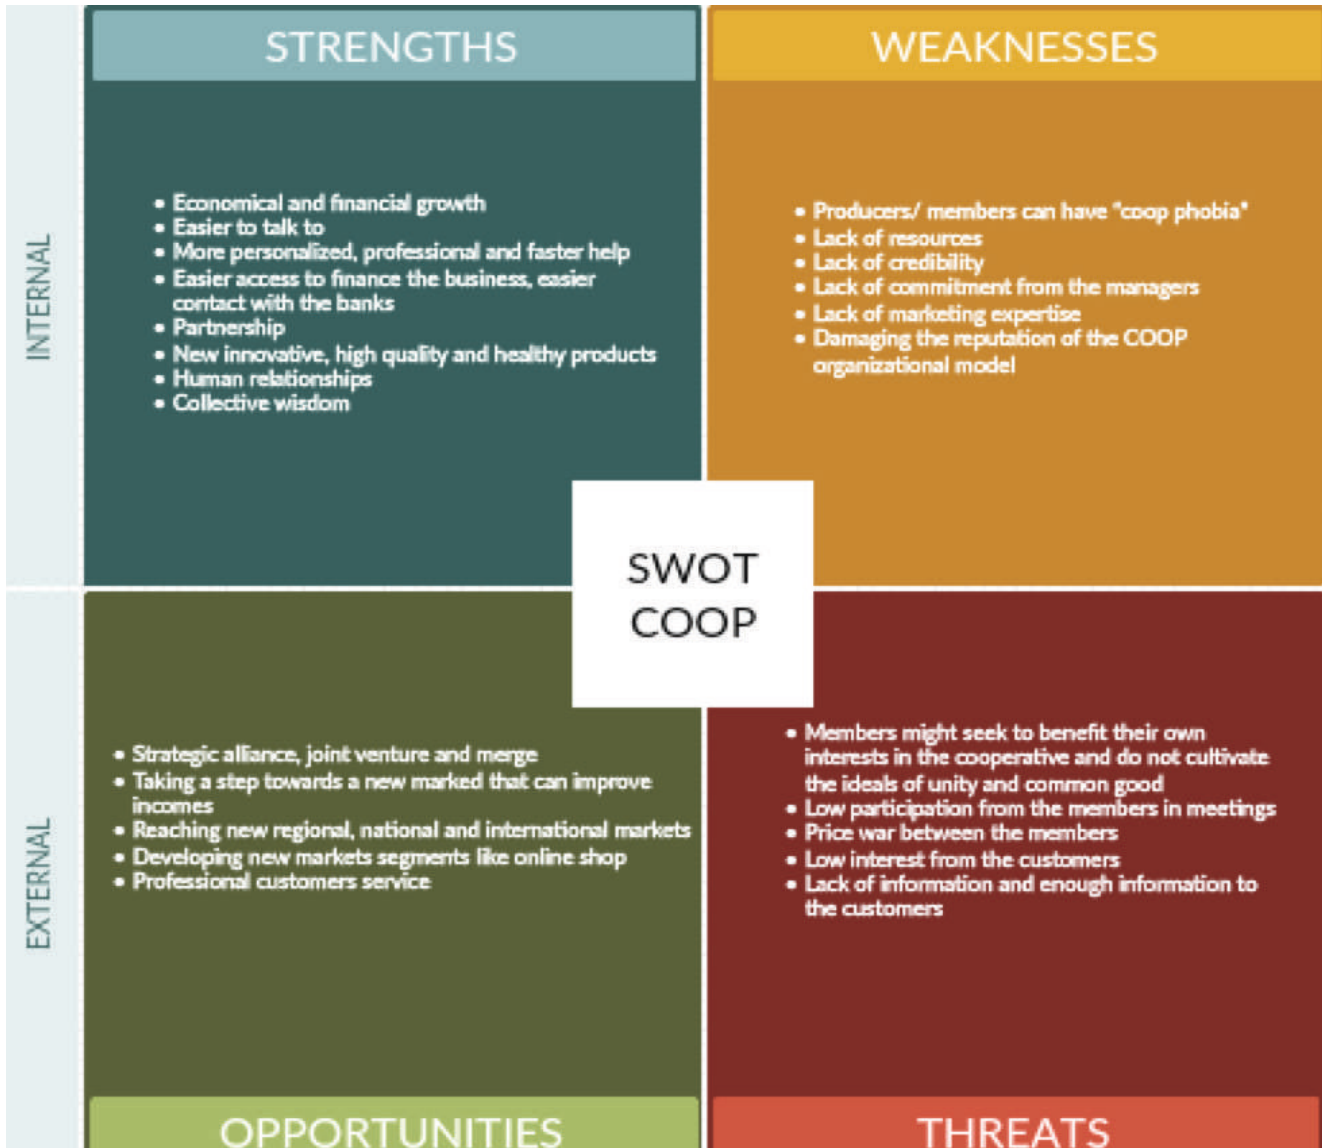 STRENGTHS
WEAKNESSES
INTERNAL
• Economical and financial growth
• Easier to talk to
• More personalized, professional and faster help
• Easier access to finance the business, easier
contact with the banks
• Partnership
• New innovative, high quality and healthy products
• Human relationships
• Collective wisdom
• Producers/ members can have "coop phobia"
• Lack of resources
• Lack of credibility
• Lack of commitment from the managers
• Lack of marketing expertise
• Damaging the reputation of the COOP
organizational model
SWOT
COOP
EXTERNAL
• Strategic alliance, joint venture and merge
• Taking a step towards a new marked that can improve
incomes
• Reaching new regional, national and international markets
• Developing new markets segments like online shop
• Professional customers service
• Members might seek to benefit their own
interests in the cooperative and do not cultivate
the ideals of unity and common good
• Low participation from the members in meetings
• Price war between the members
• Low interest from the customers
• Lack of information and enough information to
the customers
OPPORTUNITIES
THREATS